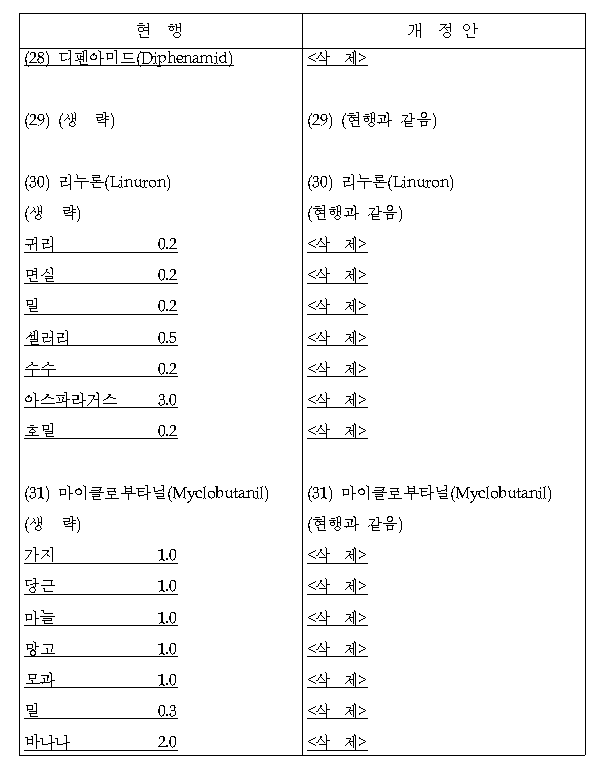 현 행 개 정 안
(28) 디펜아미드(Diphenamid) <삭 제>
(29) (생 략) (29) (현행과 같음)
(30) 리누론(Linuron) (30) 리누론(Linuron)
(생 략) (현행과 같음)
귀리 0.2 <삭 제>
면실 0.2 <삭 제>
밀 0.2 <삭 제>
셀러리 0.5 <삭 제>
수수 0.2 <삭 제>
아스파라거스 3.0 <삭 제>
호밀 0.2 <삭 제>
(31) 마이클로부타닐(Myclobutanil) (31) 마이클로부타닐(Myclobutanil)
(생 략) (현행과 같음)
가지 1.0 <삭 제>
당근 1.0 <삭 제>
마늘 1.0 <삭 제>
망고 1.0 <삭 제>
모과 1.0 <삭 제>
밀 0.3 <삭 제>
바나나 2.0 <삭 제>